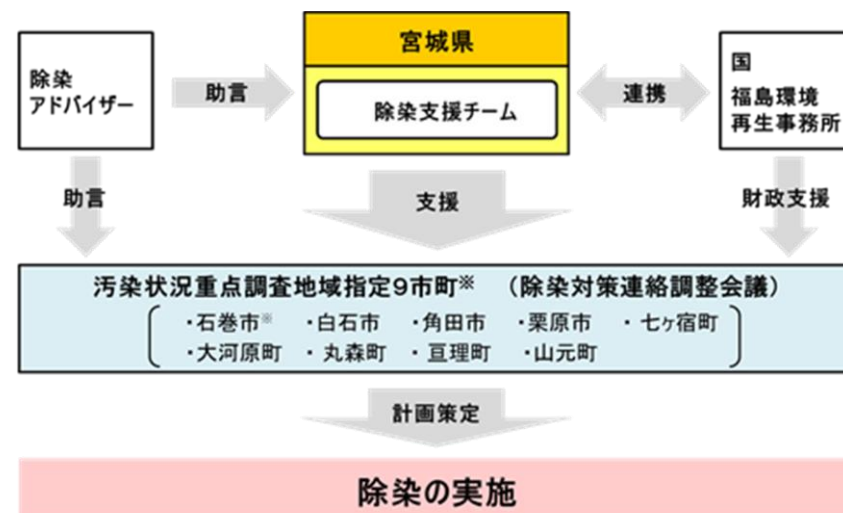 宮城県
除染支援チーム
除染
アドバイザー
助言
連携
国
福島環境
再生事務所
助言
支援
財政支援
汚染状況重点調査地域指定9市町※ (除染対策連絡調整会議)
・石巻市※ ・白石市 ・角田市 ・栗原市 ・七ヶ宿町
・大河原町 ・丸森町 ・亘理町 ・山元町
計画策定
除染の実施